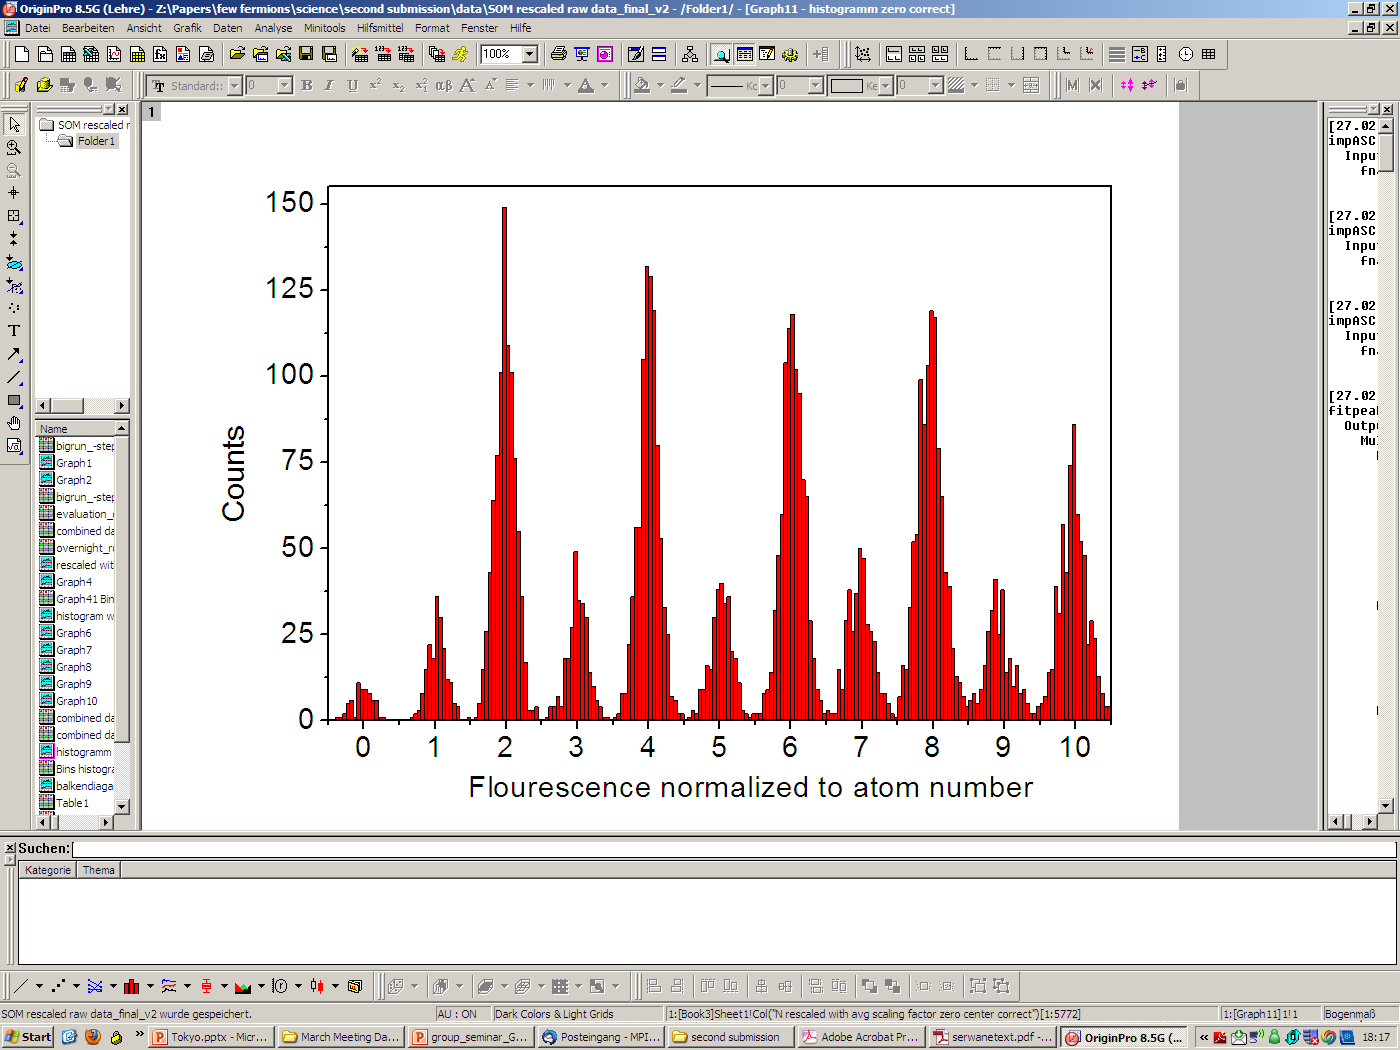 OriginPro 8.5G (Lehre) - Z:\Papers\few fermions\science\second submission\data\SOM rescaled raw data_final_v2 - /Folder1/ - [Graph11 - histogramm zero correct]
Datei Bearbeiten Ansicht Grafik Daten Analyse Minitools Hilfsmittel Format Fenster Hilfe
100%
Standard:: 0 B I U x² x₂ αβ A A A 0 0
SOM rescaled r
Folder1
Name
bigrun_-step
Graph1
Graph2
bigrun_-step
evaluation_
combined da
overnight_r
rescaled wit
Graph4
Graph41 Bin
histogram w
Graph6
Graph7
Graph8
Graph9
Graph10
combined da
combined da
histogramm
Bins histogra
balkendiaga
Table1
1
150
125
100
75
50
25
0
Counts
0 1 2 3 4 5 6 7 8 9 10
Flourescence normalized to atom number
[27.02
impASC
Inpu
fn.
[27.02
impASC
Inpu
fn.
[27.02
impASC
Inpu
fn.
[27.02
fitpeal
Outp
Mu
Suchen:
Kategorie Thema
SOM rescaled raw data_final_v2 wurde gespeichert. AU : ON Dark Colors & Light Grids 1:[Book3]Sheet1!Col("N rescaled with avg scaling factor zero center correct")[1:5772] 1:[Graph11]1!1 Bogenmaß
Start Tokyo.pptx - Micr... March Meeting Da... group_seminar_G... Posteingang - MPI... second submission Adobe Acrobat Pr... serwanetext.pdf -... OriginPro 8.5G (... 18:17